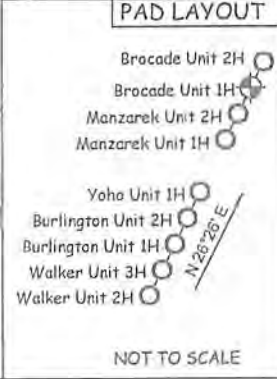 PAD LAYOUT
Brocade Unit 2H
Brocade Unit 1H
Manzarek Unit 2H
Manzarek Unit 1H
Yoho Unit 1H
Burlington Unit 2H
Burlington Unit 1H
Walker Unit 3H
Walker Unit 2H
N 26°26' E
NOT TO SCALE